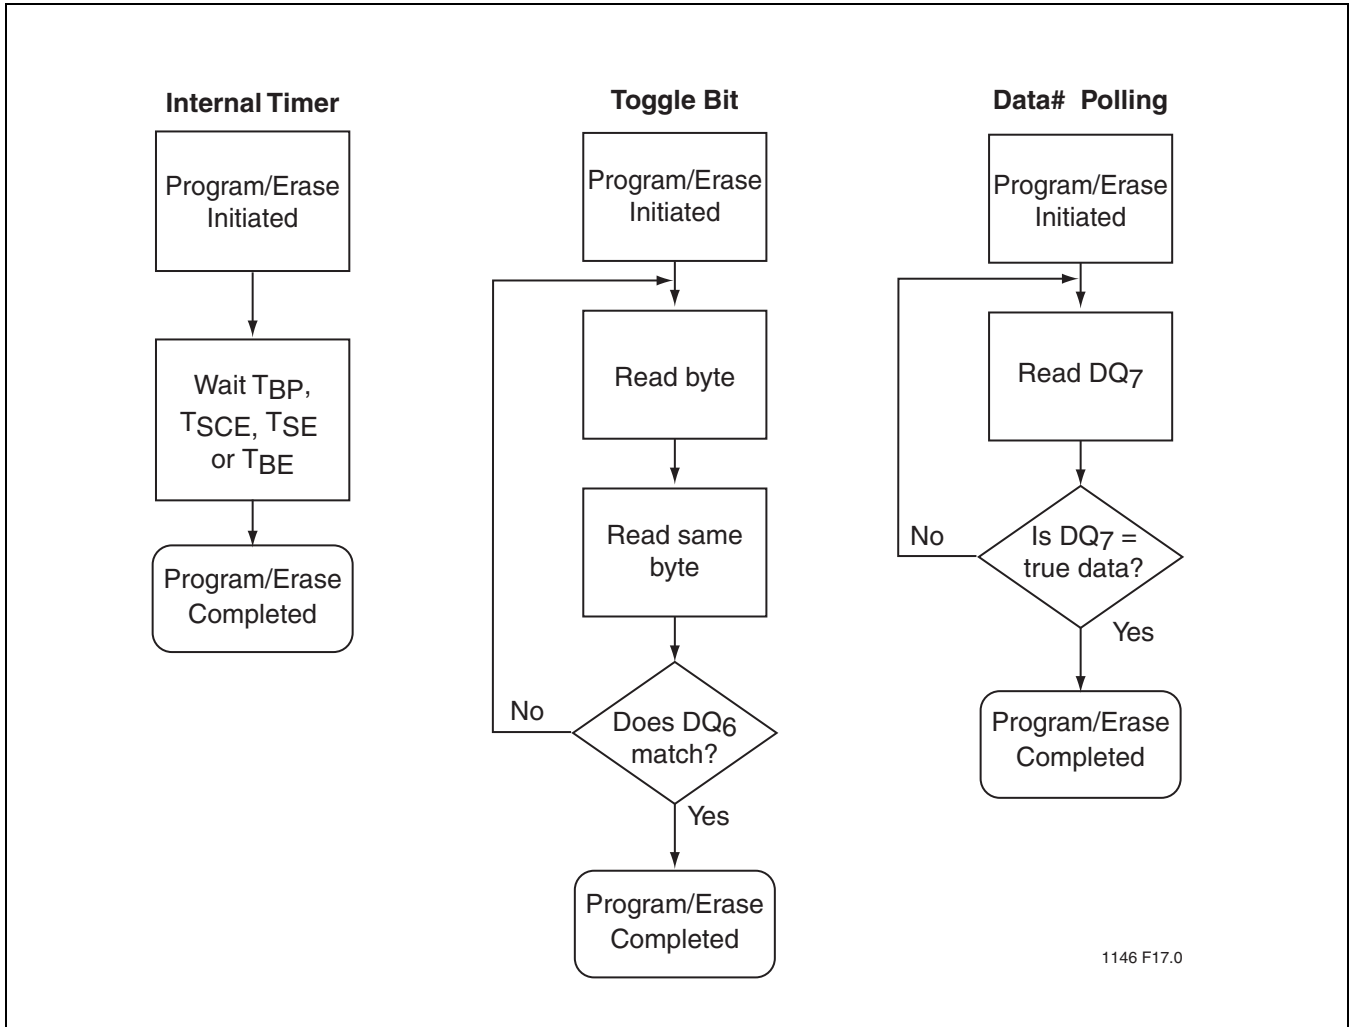 Internal Timer
Program/Erase
Initiated
Wait TBP,
TSCE, TSE
or TBE
Program/Erase
Completed
Toggle Bit
Program/Erase
Initiated
Read byte
Read same
byte
Does DQ6
match?
No
Yes
Program/Erase
Completed
Data# Polling
Program/Erase
Initiated
Read DQ7
Is DQ7 =
true data?
No
Yes
Program/Erase
Completed
1146 F17.0